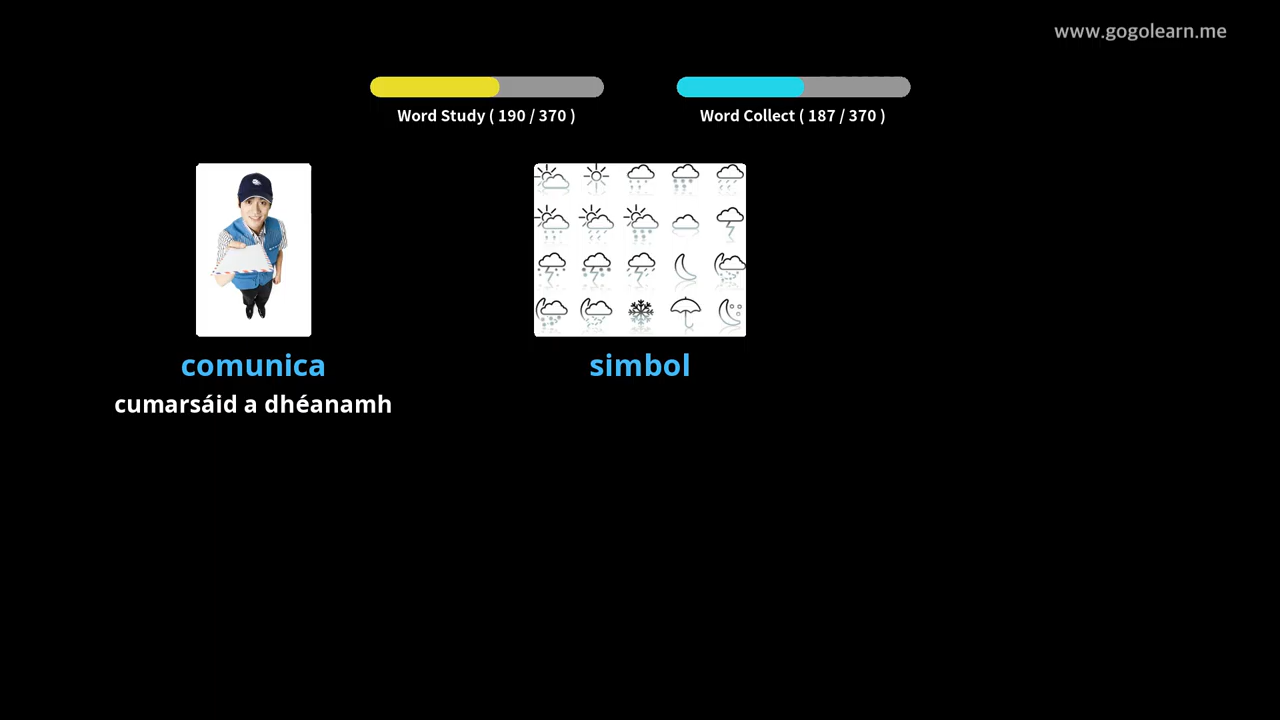 www.gogolearn.me
Word Study ( 190 / 370 )
Word Collect ( 187 / 370 )
comunica
simbol
cumarsáid a dhéanamh